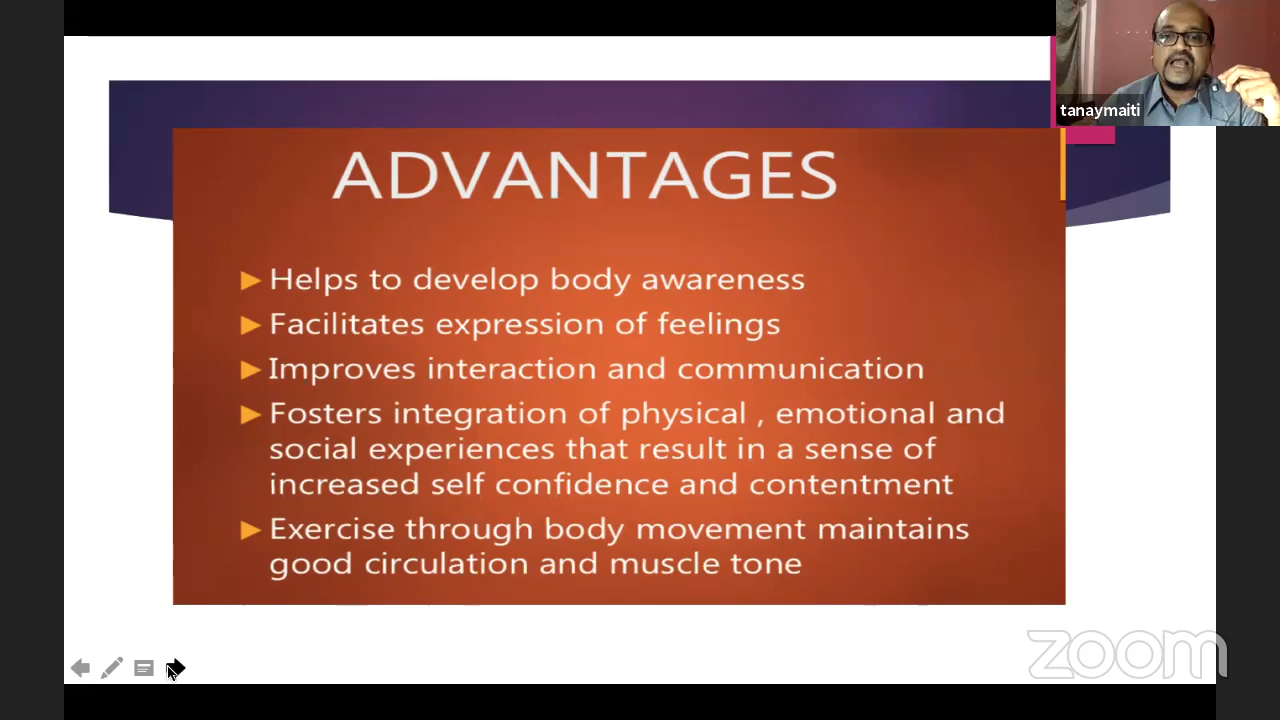 tanaymaiti
ADVANTAGES
Helps to develop body awareness
Facilitates expression of feelings
Improves interaction and communication
Fosters integration of physical , emotional and
social experiences that result in a sense of
increased self confidence and contentment
Exercise through body movement maintains
good circulation and muscle tone
zoom